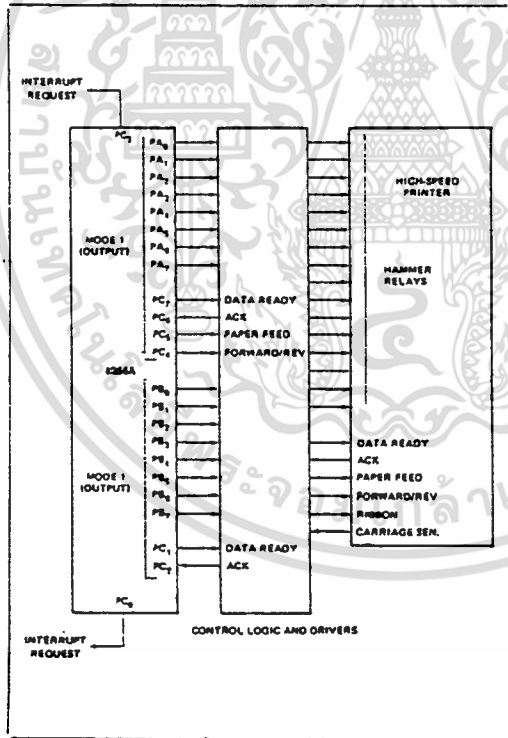 INTERRUPT
REQUEST
PC3
PA0
PA1
PA2
PA3
PA4
PA5
PA6
PA7
MODE 1
(OUTPUT)
PC7
PC6
PC5
PC4
DATA READY
ACK
PAPER FEED
FORWARD/REV
8255A
PB0
PB1
PB2
PB3
PB4
PB5
PB6
PB7
MODE 1
(OUTPUT)
PC1
PC2
DATA READY
ACK
PC0
INTERRUPT
REQUEST
CONTROL LOGIC AND DRIVERS
HIGH-SPEED
PRINTER
HAMMER
RELAYS
DATA READY
ACK
PAPER FEED
FORWARD/REV
RIBBON
CARRIAGE SEN.